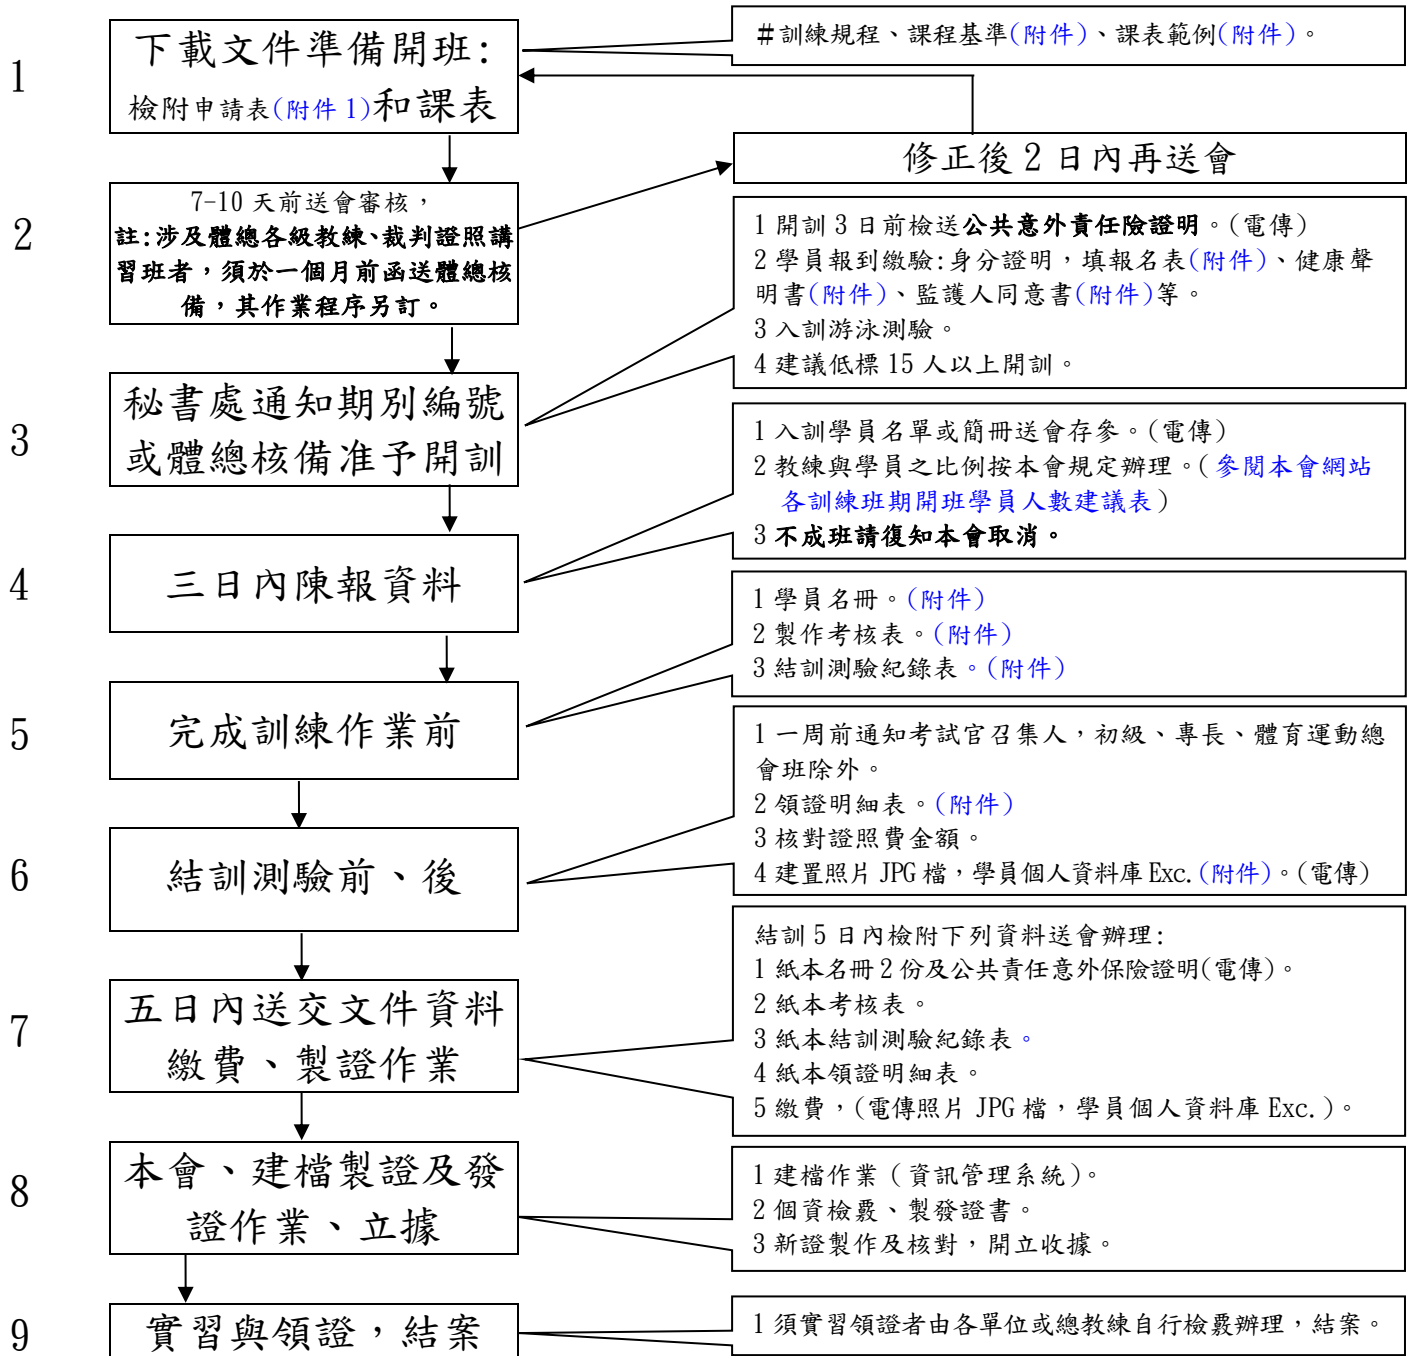 1
下載文件準備開班:
檢附申請表(附件 1)和課表
#訓練規程、課程基準(附件)、課表範例(附件)。
修正後 2 日內再送會
2
7-10 天前送會審核，
註:涉及體總各級教練、裁判證照講
習班者，須於一個月前函送體總核
備，其作業程序另訂。
1 開訓 3 日前檢送公共意外責任險證明。(電傳)
2 學員報到繳驗:身分證明，填報名表(附件)、健康聲
明書(附件)、監護人同意書(附件)等。
3 入訓游泳測驗。
4 建議低標 15 人以上開訓。
3
秘書處通知期別編號
或體總核備准予開訓
1 入訓學員名單或簡冊送會存參。(電傳)
2 教練與學員之比例按本會規定辦理。(參閱本會網站
各訓練班期開班學員人數建議表)
3 不成班請復知本會取消。
4
三日內陳報資料
1 學員名冊。(附件)
2 製作考核表。(附件)
3 結訓測驗紀錄表。(附件)
5
完成訓練作業前
1 一周前通知考試官召集人，初級、專長、體育運動總
會班除外。
2 領證明細表。(附件)
3 核對證照費金額。
4 建置照片 JPG 檔，學員個人資料庫 Exc.(附件)。(電傳)
6
結訓測驗前、後
結訓 5 日內檢附下列資料送會辦理:
1 紙本名冊 2 份及公共責任意外保險證明(電傳)。
2 紙本考核表。
3 紙本結訓測驗紀錄表。
4 紙本領證明細表。
5 繳費，(電傳照片 JPG 檔，學員個人資料庫 Exc.)。
7
五日內送交文件資料
繳費、製證作業
8
本會、建檔製證及發
證作業、立據
1 建檔作業（資訊管理系統）。
2 個資檢覈、製發證書。
3 新證製作及核對，開立收據。
9
實習與領證，結案
1 須實習領證者由各單位或總教練自行檢覈辦理，結案。